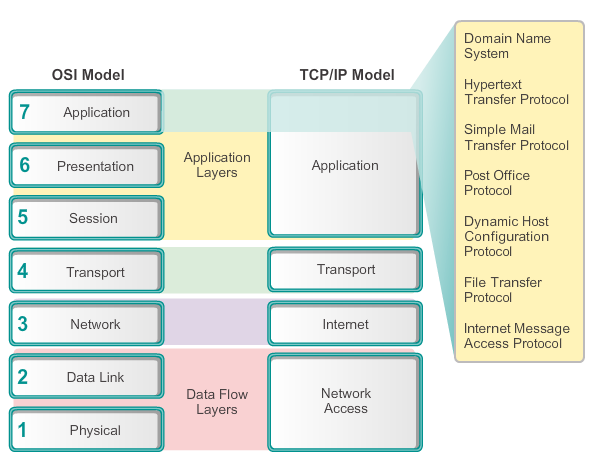 OSI Model
TCP/IP Model
7 Application
6 Presentation
5 Session
4 Transport
3 Network
2 Data Link
1 Physical
Application
Layers
Data Flow
Layers
Application
Transport
Internet
Network
Access
Domain Name
System
Hypertext
Transfer Protocol
Simple Mail
Transfer Protocol
Post Office
Protocol
Dynamic Host
Configuration
Protocol
File Transfer
Protocol
Internet Message
Access Protocol